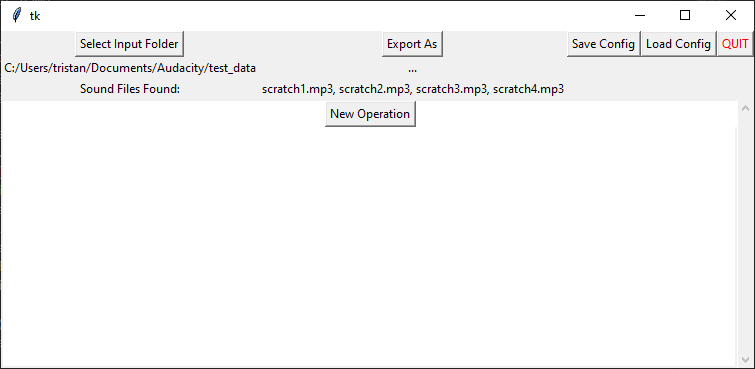 tk
Select Input Folder Export As Save Config Load Config QUIT
C:/Users/tristan/Documents/Audacity/test_data ...
Sound Files Found: scratch1.mp3, scratch2.mp3, scratch3.mp3, scratch4.mp3
New Operation